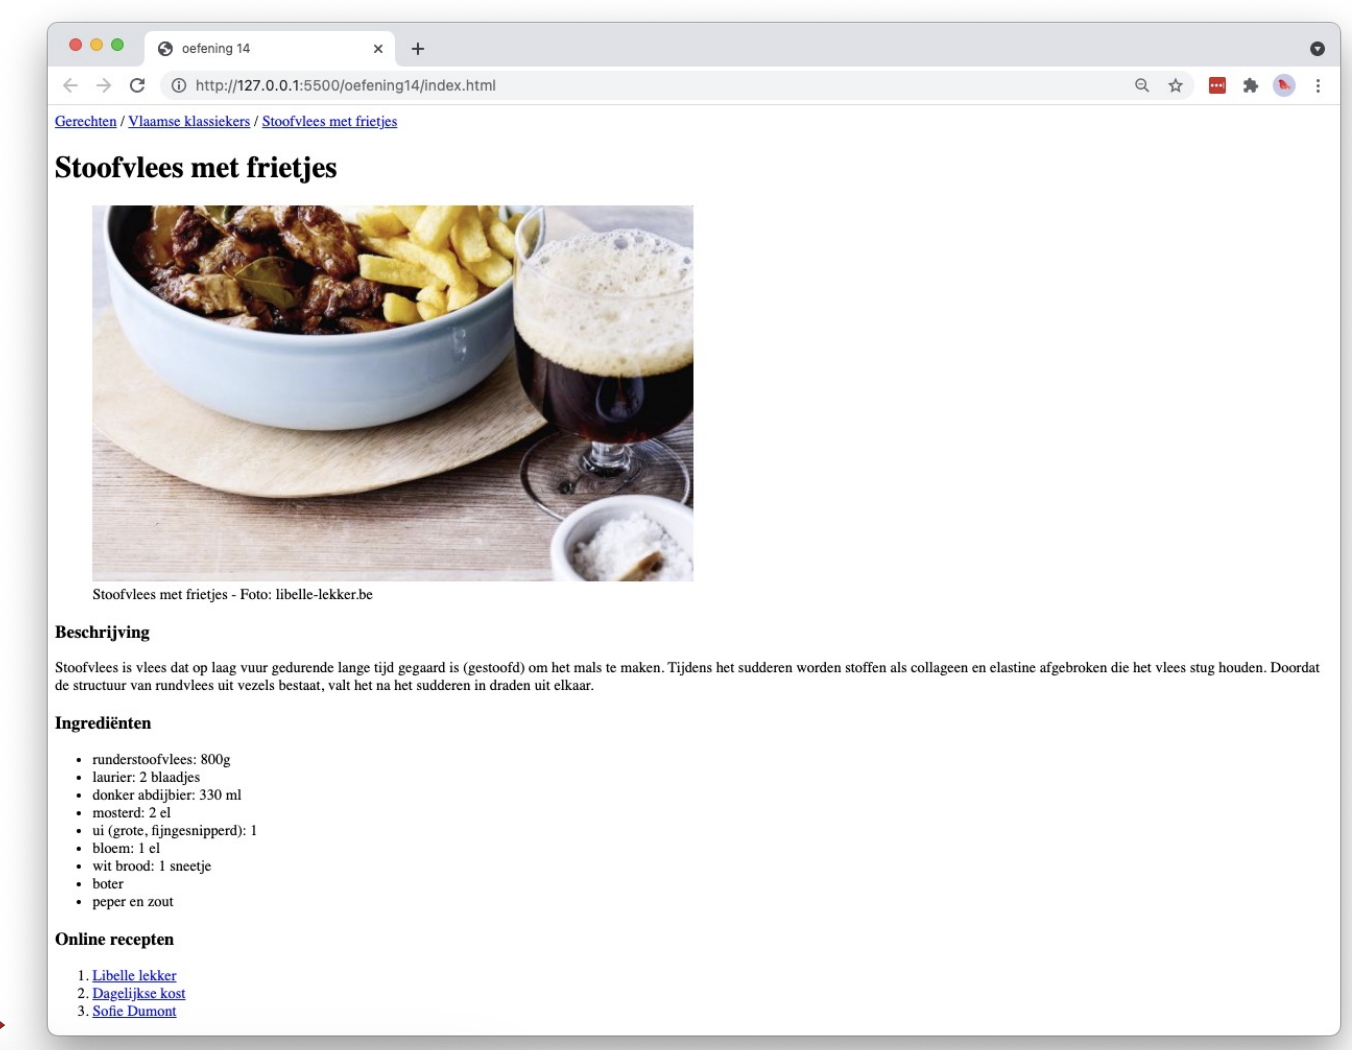 oefening 14
http://127.0.0.1:5500/oefening14/index.html
Gerechten / Vlaamse klassiekers / Stoofvlees met frietjes
Stoofvlees met frietjes
Stoofvlees met frietjes - Foto: libelle-lekker.be
Beschrijving
Stoofvlees is vlees dat op laag vuur gedurende lange tijd gegaard is (gestoofd) om het mals te maken. Tijdens het sudderen worden stoffen als collageen en elastine afgebroken die het vlees stug houden. Doordat
de structuur van rundvlees uit vezels bestaat, valt het na het sudderen in draden uit elkaar.
Ingrediënten
• runderstoofvlees: 800g
• laurier: 2 blaadjes
• donker abdijbier: 330 ml
• mosterd: 2 el
• ui (grote, fijngesnipperd): 1
• bloem: 1 el
• wit brood: 1 sneetje
• boter
• peper en zout
Online recepten
1. Libelle lekker
2. Dagelijkse kost
3. Sofie Dumont